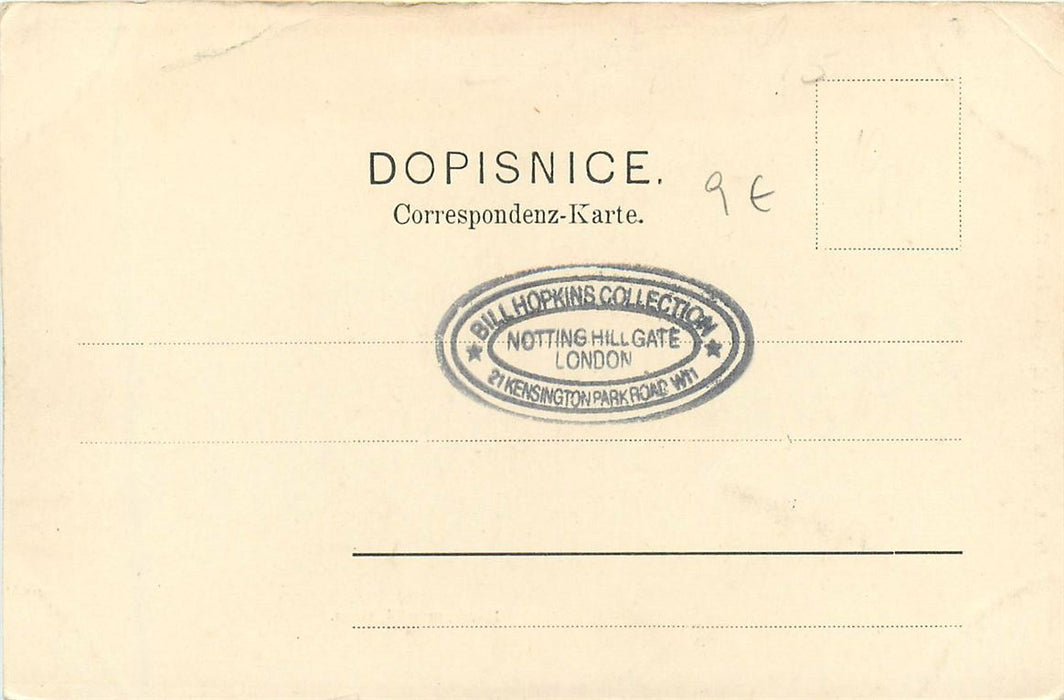 DOPISNICE.
Correspondenz-Karte.
9 €
BILL HOPKINS COLLECTION
NOTTING HILL GATE
LONDON
21 KENSINGTON PARK ROAD W11